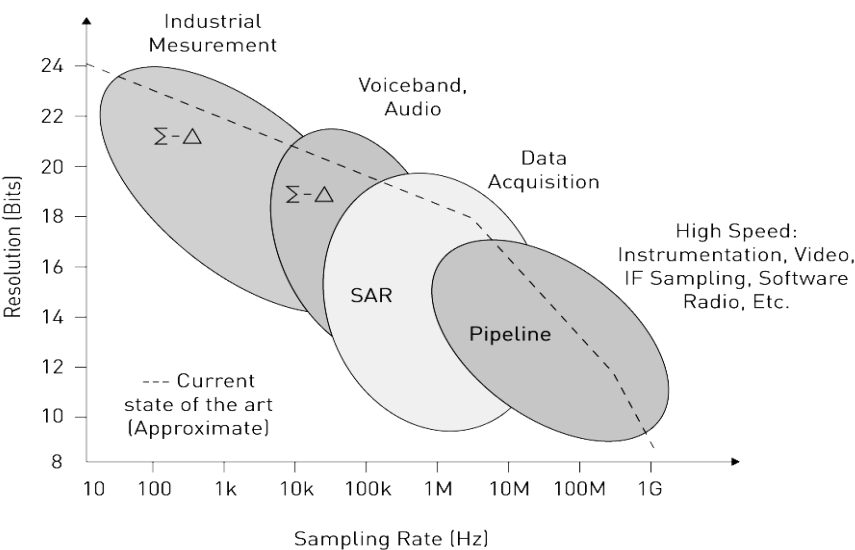 Industrial
Mesurement
Voiceband,
Audio
Data
Acquisition
High Speed:
Instrumentation, Video,
IF Sampling, Software
Radio, Etc.
Resolution (Bits)
24
22
20
18
16
14
12
10
8
Σ-Δ
Σ-Δ
SAR
Pipeline
--- Current
state of the art
(Approximate)
10 100 1k 10k 100k 1M 10M 100M 1G
Sampling Rate (Hz)